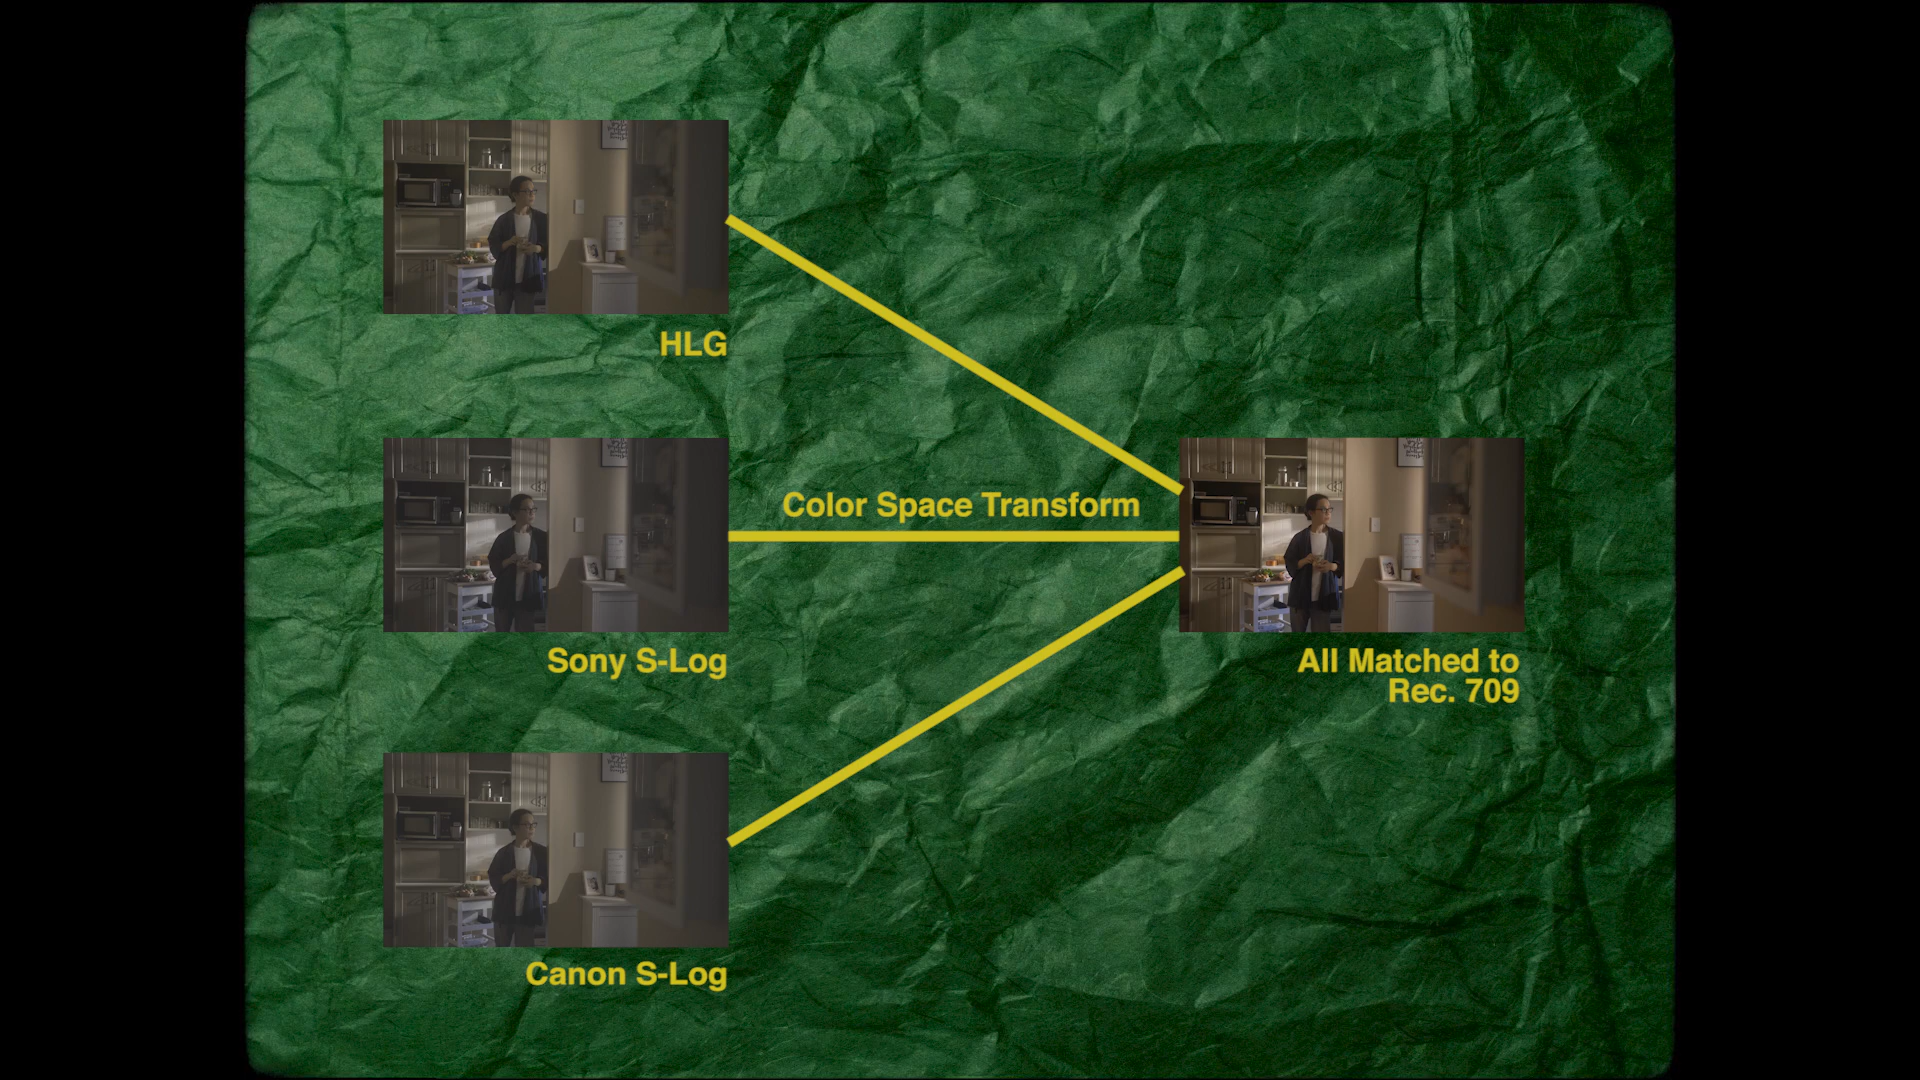 HLG
Color Space Transform
Sony S-Log
All Matched to
Rec. 709
Canon S-Log